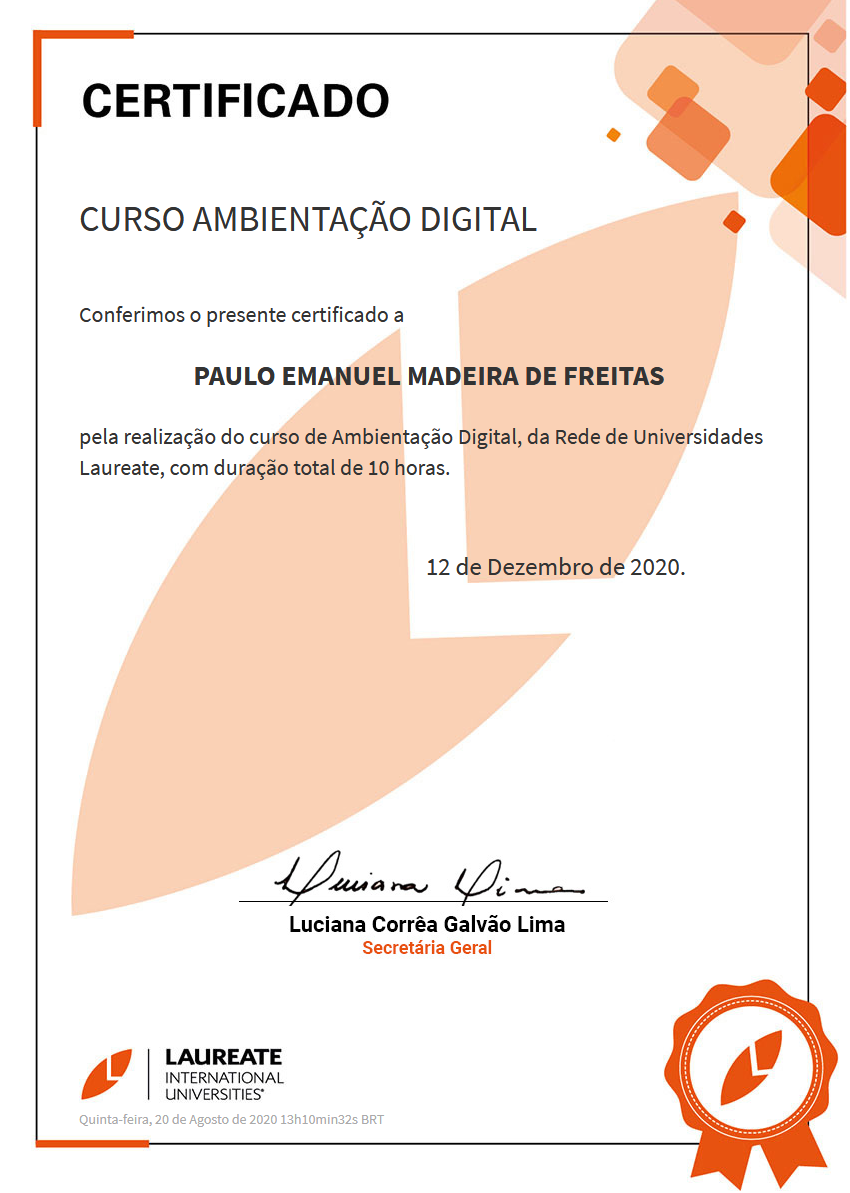 CERTIFICADO
CURSO AMBIENTAÇÃO DIGITAL
Conferimos o presente certificado a
PAULO EMANUEL MADEIRA DE FREITAS
pela realização do curso de Ambientação Digital, da Rede de Universidades
Laureate, com duração total de 10 horas.
12 de Dezembro de 2020.
Luciana Lima
Luciana Corrêa Galvão Lima
Secretária Geral
LAUREATE
INTERNATIONAL
UNIVERSITIES®
Quinta-feira, 20 de Agosto de 2020 13h10min32s BRT